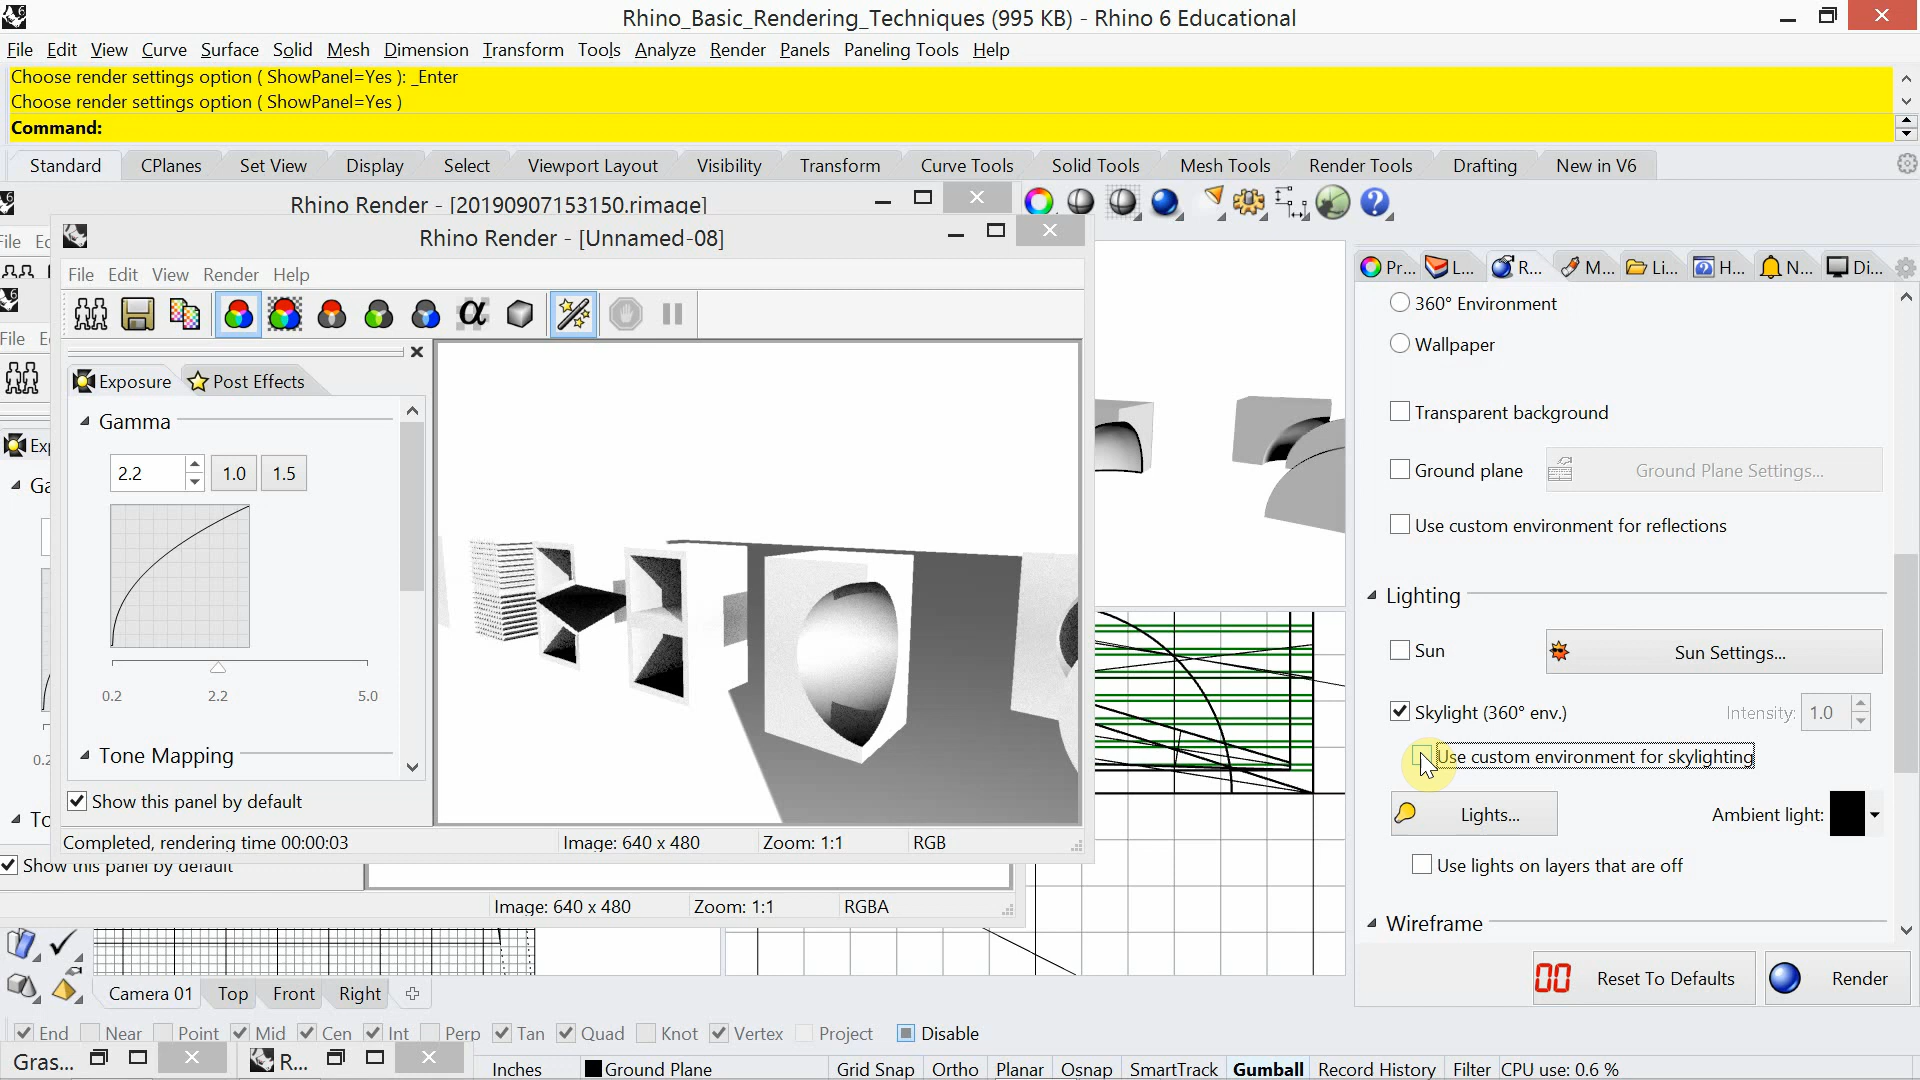 Rhino_Basic_Rendering_Techniques (995 KB) - Rhino 6 Educational
File Edit View Curve Surface Solid Mesh Dimension Transform Tools Analyze Render Panels Paneling Tools Help
Choose render settings option ( ShowPanel=Yes ): _Enter
Choose render settings option ( ShowPanel=Yes )
Command:
Standard CPlanes Set View Display Select Viewport Layout Visibility Transform Curve Tools Solid Tools Mesh Tools Render Tools Drafting New in V6
Rhino Render - [20190907153150.rimage]
Rhino Render - [Unnamed-08]
File Edit View Render Help
Pr... L... R... M... Li... H... N... Di...
Exposure Post Effects
Gamma
2.2 1.0 1.5
0.2 2.2 5.0
Tone Mapping
Show this panel by default
Completed, rendering time 00:00:03 Image: 640 x 480 Zoom: 1:1 RGB
Show this panel by default
Image: 640 x 480 Zoom: 1:1 RGBA
360° Environment
Wallpaper
Transparent background
Ground plane Ground Plane Settings...
Use custom environment for reflections
Lighting
Sun Sun Settings...
Skylight (360° env.) Intensity: 1.0
Use custom environment for skylighting
Lights... Ambient light:
Use lights on layers that are off
Wireframe
Reset To Defaults Render
Camera 01 Top Front Right
End Near Point Mid Cen Int Perp Tan Quad Knot Vertex Project Disable
Gras... R... Inches Ground Plane Grid Snap Ortho Planar Osnap SmartTrack Gumball Record History Filter CPU use: 0.6 %